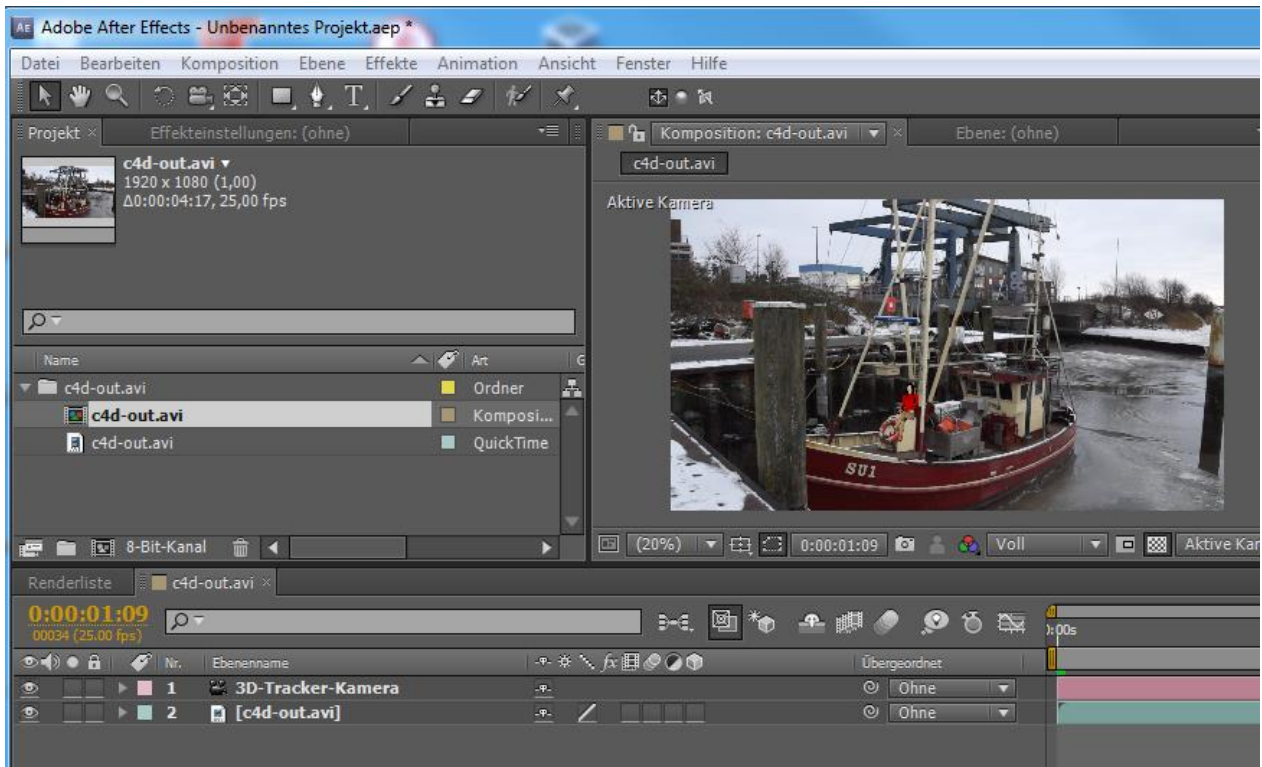 AE Adobe After Effects - Unbenanntes Projekt.aep *
Datei Bearbeiten Komposition Ebene Effekte Animation Ansicht Fenster Hilfe
Projekt × Effekteinstellungen: (ohne)
c4d-out.avi ▾
1920 x 1080 (1,00)
Δ0:00:04:17, 25,00 fps
Name Art G
c4d-out.avi Ordner
c4d-out.avi Komposi...
c4d-out.avi QuickTime
8-Bit-Kanal
Komposition: c4d-out.avi Ebene: (ohne)
c4d-out.avi
Aktive Kamera
SU1
(20%) 0:00:01:09 Voll Aktive Kar
Renderliste c4d-out.avi ×
0:00:01:09
00034 (25.00 fps)
):00s
Nr. Ebenenname fx Übergeordnet
1 3D-Tracker-Kamera Ohne
2 [c4d-out.avi] Ohne